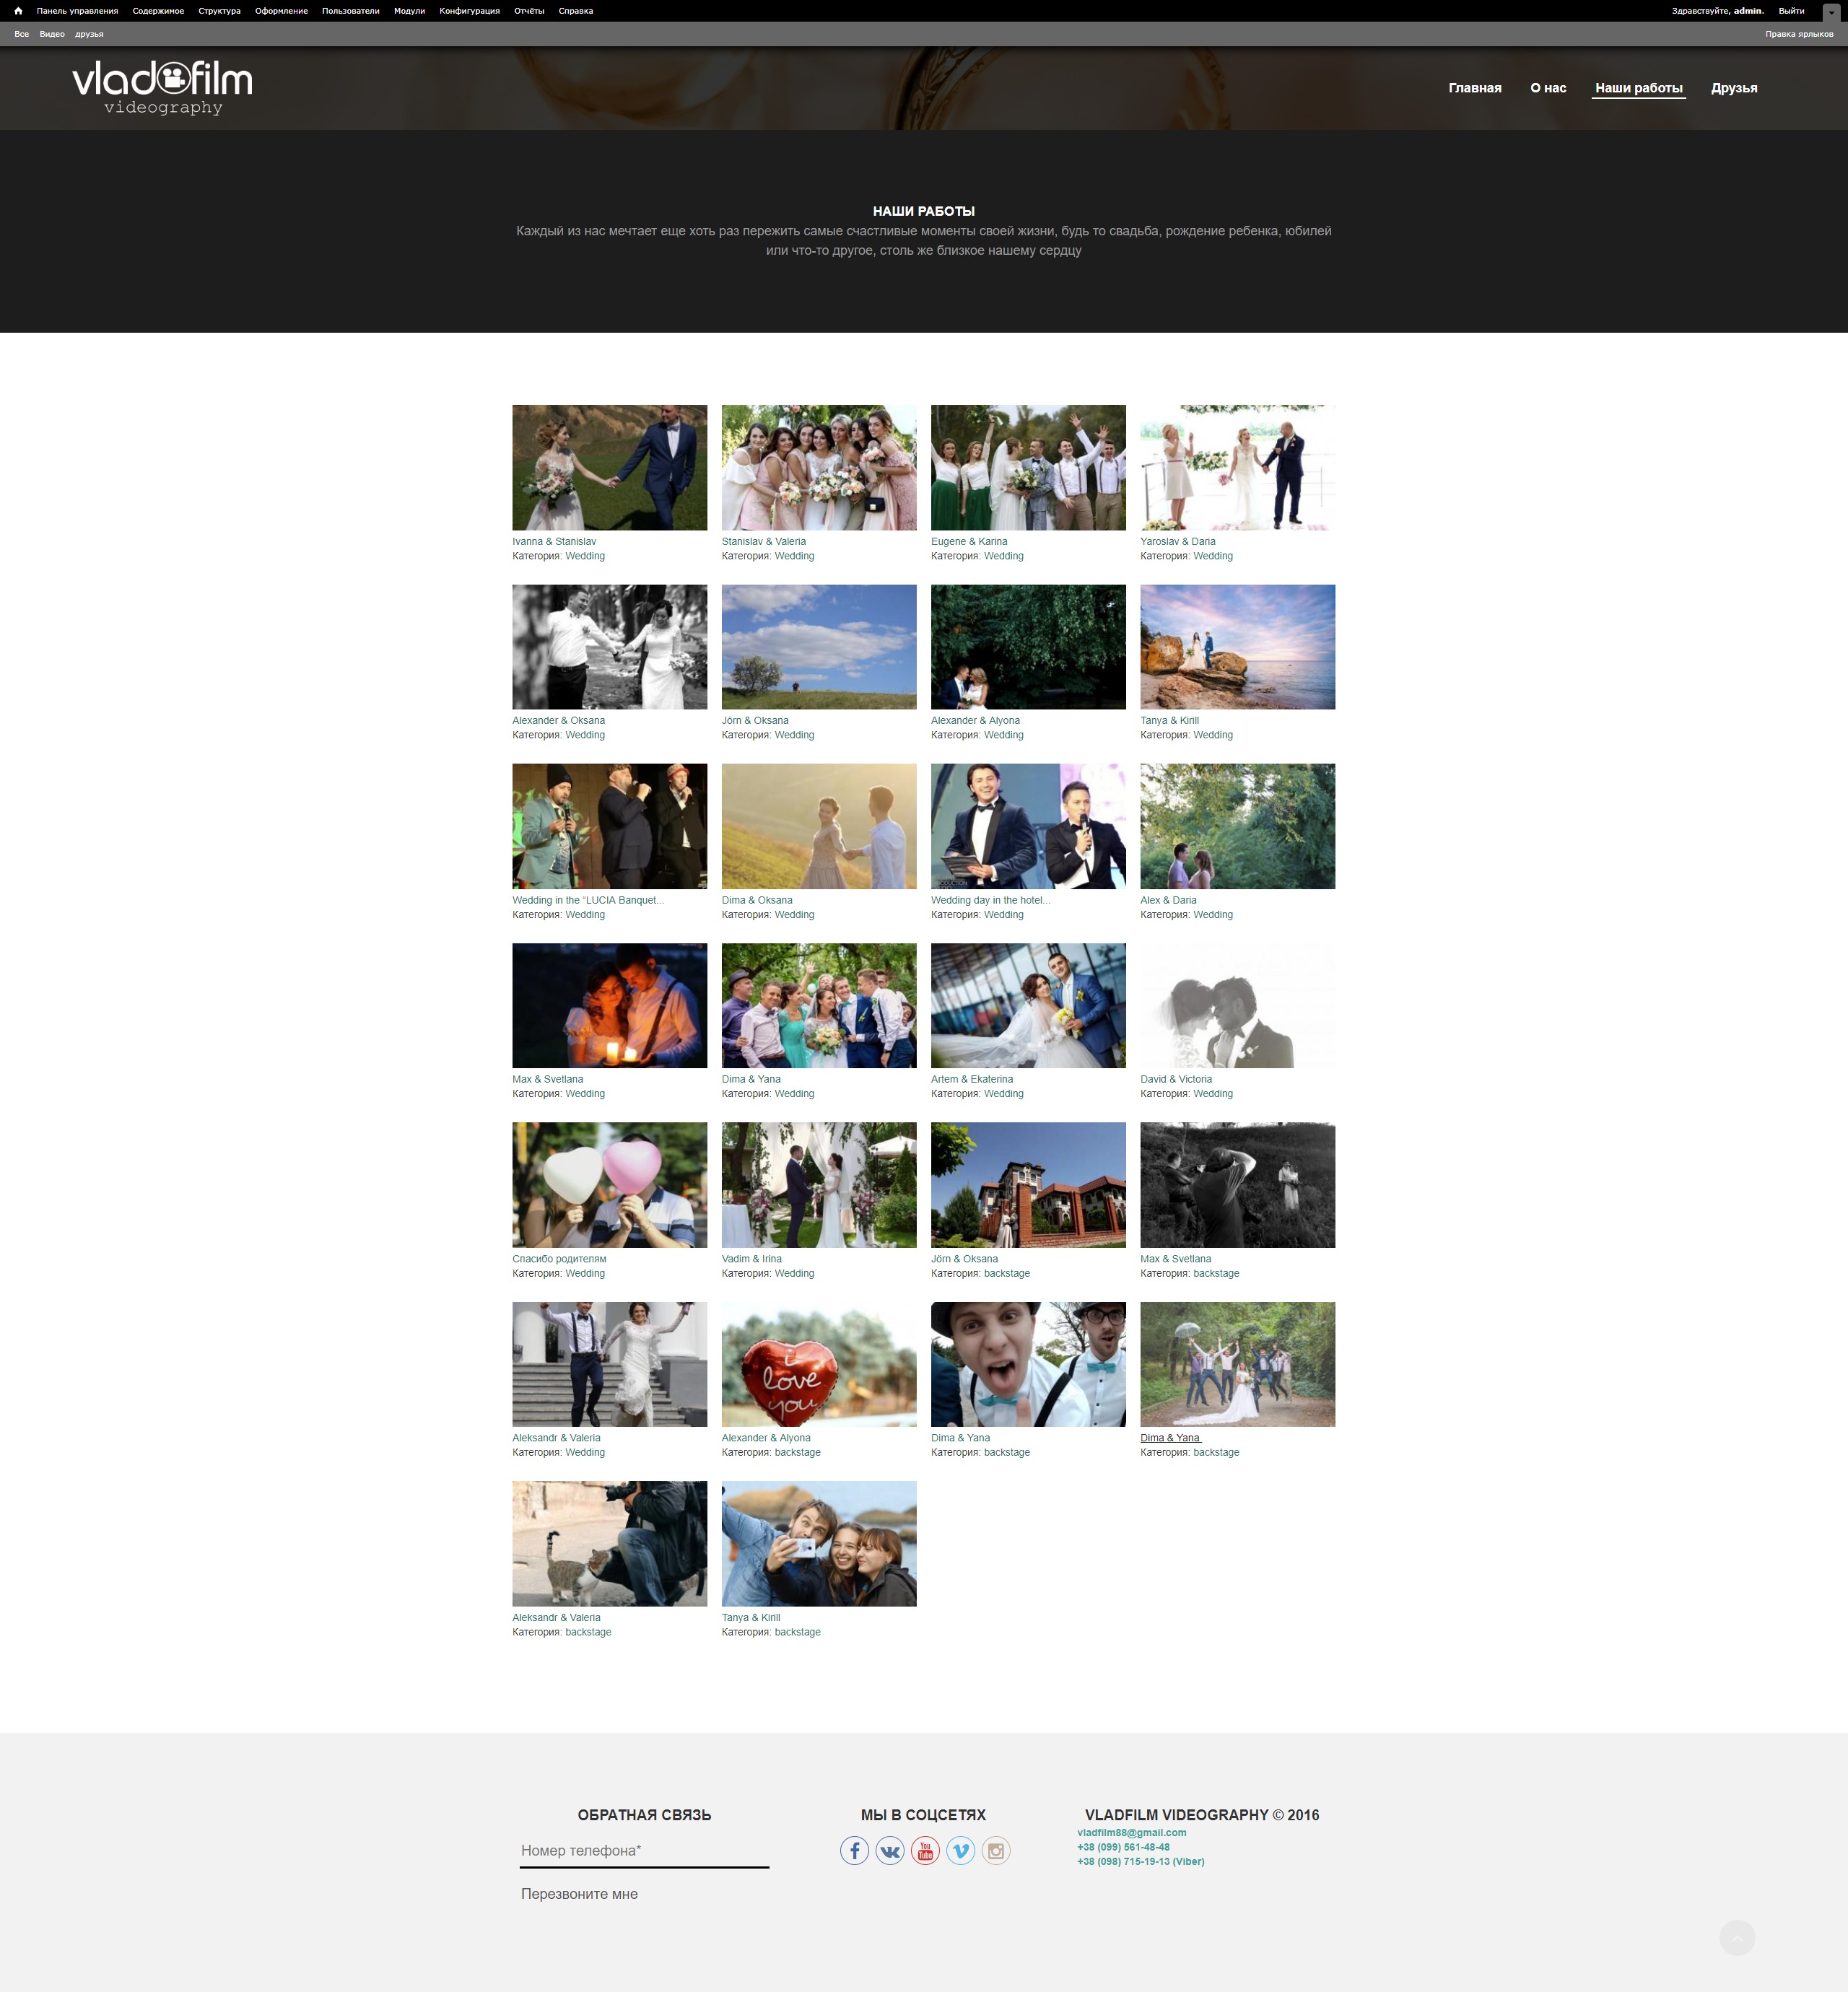 Панель управления Содержимое Структура Оформление Пользователи Модули Конфигурация Отчёты Справка Здравствуйте, admin. Выйти
Все Видео друзья Правка ярлыков
vladfilm
videography
Главная О нас Наши работы Друзья
НАШИ РАБОТЫ
Каждый из нас мечтает еще хоть раз пережить самые счастливые моменты своей жизни, будь то свадьба, рождение ребенка, юбилей
или что-то другое, столь же близкое нашему сердцу
Ivanna & Stanislav
Категория: Wedding
Stanislav & Valeria
Категория: Wedding
Eugene & Karina
Категория: Wedding
Yaroslav & Daria
Категория: Wedding
Alexander & Oksana
Категория: Wedding
Jörn & Oksana
Категория: Wedding
Alexander & Alyona
Категория: Wedding
Tanya & Kirill
Категория: Wedding
Wedding in the "LUCIA Banquet...
Категория: Wedding
Dima & Oksana
Категория: Wedding
Wedding day in the hotel...
Категория: Wedding
Alex & Daria
Категория: Wedding
Max & Svetlana
Категория: Wedding
Dima & Yana
Категория: Wedding
Artem & Ekaterina
Категория: Wedding
David & Victoria
Категория: Wedding
Спасибо родителям
Категория: Wedding
Vadim & Irina
Категория: Wedding
Jörn & Oksana
Категория: backstage
Max & Svetlana
Категория: backstage
Aleksandr & Valeria
Категория: Wedding
i
love
you
Alexander & Alyona
Категория: backstage
Dima & Yana
Категория: backstage
Dima & Yana
Категория: backstage
Aleksandr & Valeria
Категория: backstage
Tanya & Kirill
Категория: backstage
ОБРАТНАЯ СВЯЗЬ
Номер телефона*
Перезвоните мне
МЫ В СОЦСЕТЯХ
You
Tube
VLADFILM VIDEOGRAPHY © 2016
vladfilm88@gmail.com
+38 (099) 561-48-48
+38 (098) 715-19-13 (Viber)